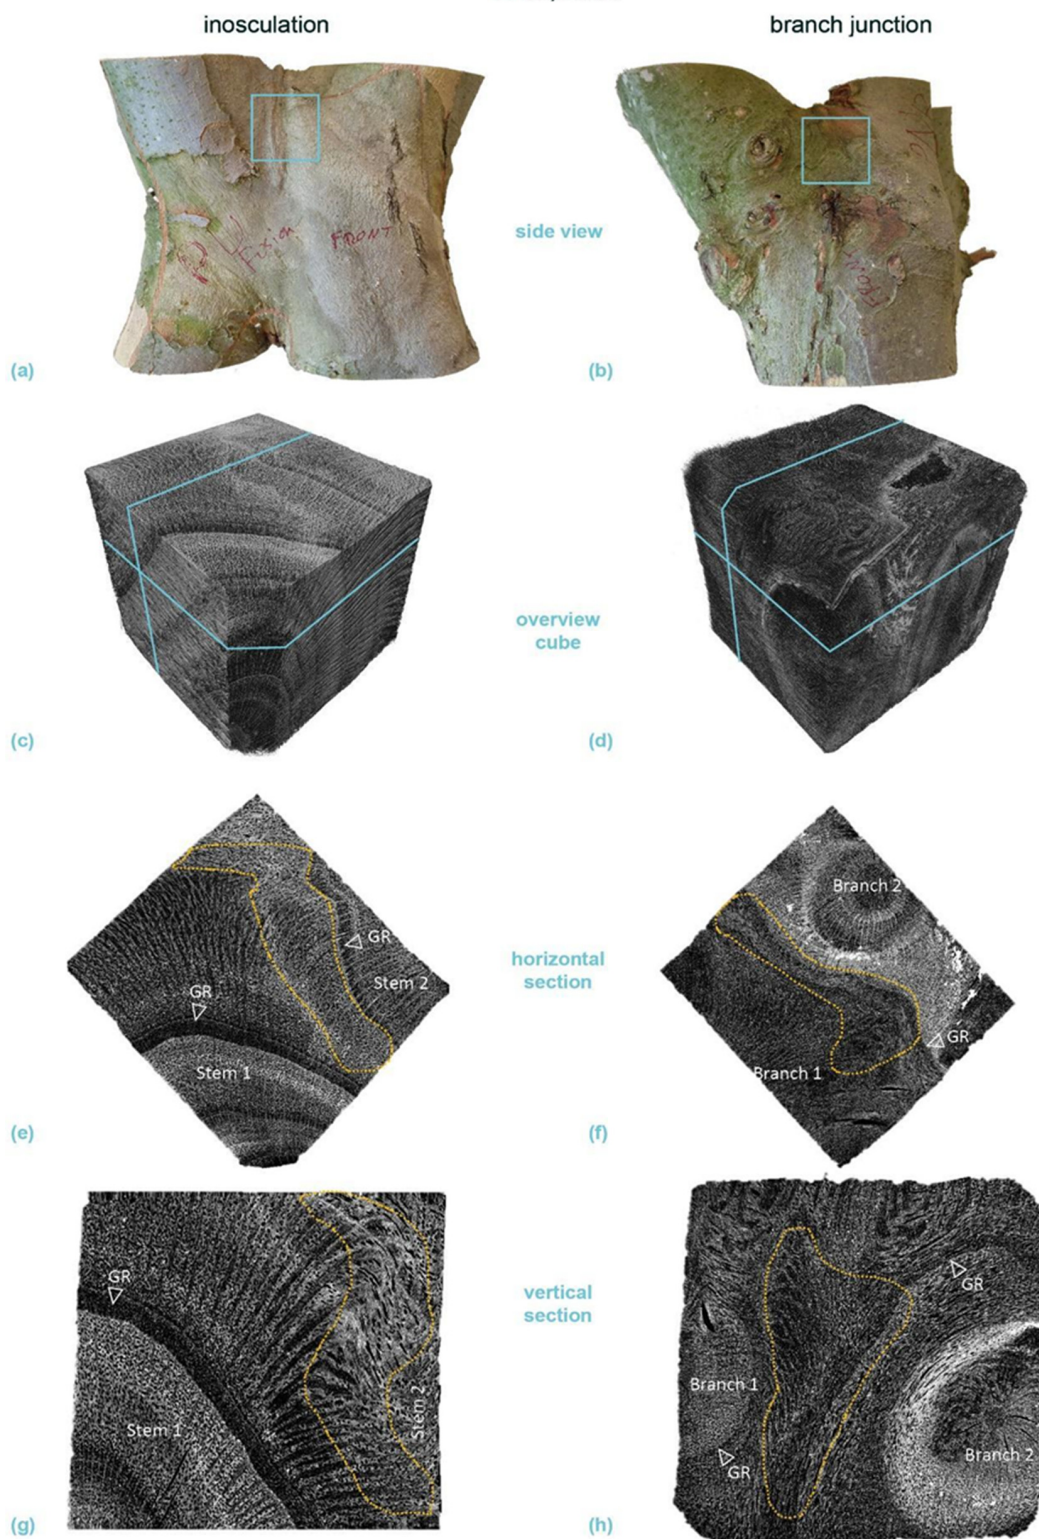 inosculation
branch junction
side view
FRONT
(a)
(b)
overview
cube
(c)
(d)
GR
Stem 2
GR
Stem 1
horizontal
section
Branch 2
GR
Branch 1
(e)
(f)
GR
Stem 1
Stem 2
vertical
section
GR
Branch 1
GR
Branch 2
(g)
(h)